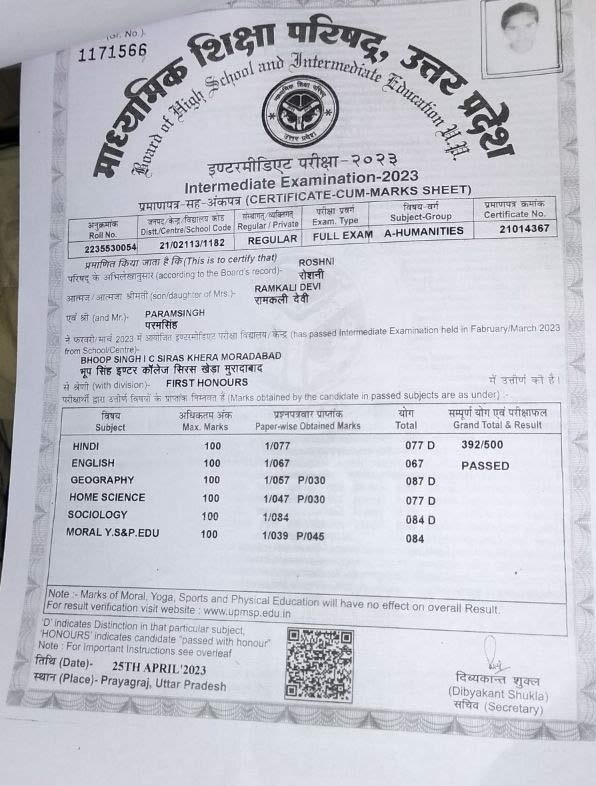 (Gr. No.)
1171566
माध्यमिक शिक्षा परिषद्, उत्तर प्रदेश
Board of High School and Intermediate Education U.P.
उत्तर प्रदेश
इण्टरमीडिएट परीक्षा-२०२३
Intermediate Examination-2023
प्रमाणपत्र-सह-अंकपत्र (CERTIFICATE-CUM-MARKS SHEET)
अनुक्रमांक जनपद/केन्द्र/विद्यालय कोड संस्थागत/व्यक्तिगत परीक्षा प्रवर्ग विषय-वर्ग प्रमाणपत्र क्रमांक
Roll No. Distt./Centre/School Code Regular / Private Exam. Type Subject-Group Certificate No.
2235530054 21/02113/1182 REGULAR FULL EXAM A-HUMANITIES 21014367
प्रमाणित किया जाता है कि (This is to certify that) ROSHNI
परिषद के अभिलेखानुसार (according to the Board's record)- रोशनी
आत्मज/आत्मजा श्रीमती (son/daughter of Mrs.)- RAMKALI DEVI
रामकली देवी
एवं श्री (and Mr.)- PARAMSINGH
परमसिंह
ने फरवरी/मार्च 2023 में आयोजित इण्टरमीडिएट परीक्षा विद्यालय/केन्द्र (has passed Intermediate Examination held in Fabruary/March 2023
from School/Centre)-
BHOOP SINGH I C SIRAS KHERA MORADABAD
भूप सिंह इण्टर कॉलेज सिरस खेड़ा मुरादाबाद
से श्रेणी (with division)- FIRST HONOURS में उत्तीर्ण की है।
परीक्षार्थी द्वारा उत्तीर्ण विषयों के प्राप्तांक निम्नवत हैं (Marks obtained by the candidate in passed subjects are as under) :-
विषय अधिकतम अंक प्रश्नपत्रवार प्राप्तांक योग सम्पूर्ण योग एवं परीक्षाफल
Subject Max. Marks Paper-wise Obtained Marks Total Grand Total & Result
HINDI 100 1/077 077 D 392/500
ENGLISH 100 1/067 067 PASSED
GEOGRAPHY 100 1/057 P/030 087 D
HOME SCIENCE 100 1/047 P/030 077 D
SOCIOLOGY 100 1/084 084 D
MORAL Y.S&P.EDU 100 1/039 P/045 084
Note :- Marks of Moral, Yoga, Sports and Physical Education will have no effect on overall Result.
For result verification visit website : www.upmsp.edu.in
'D' indicates Distinction in that particular subject,
'HONOURS' indicates candidate "passed with honour"
Note : For Important Instructions see overleaf
तिथि (Date)- 25TH APRIL'2023
स्थान (Place)- Prayagraj, Uttar Pradesh
दिब्यकान्त शुक्ल
(Dibyakant Shukla)
सचिव (Secretary)